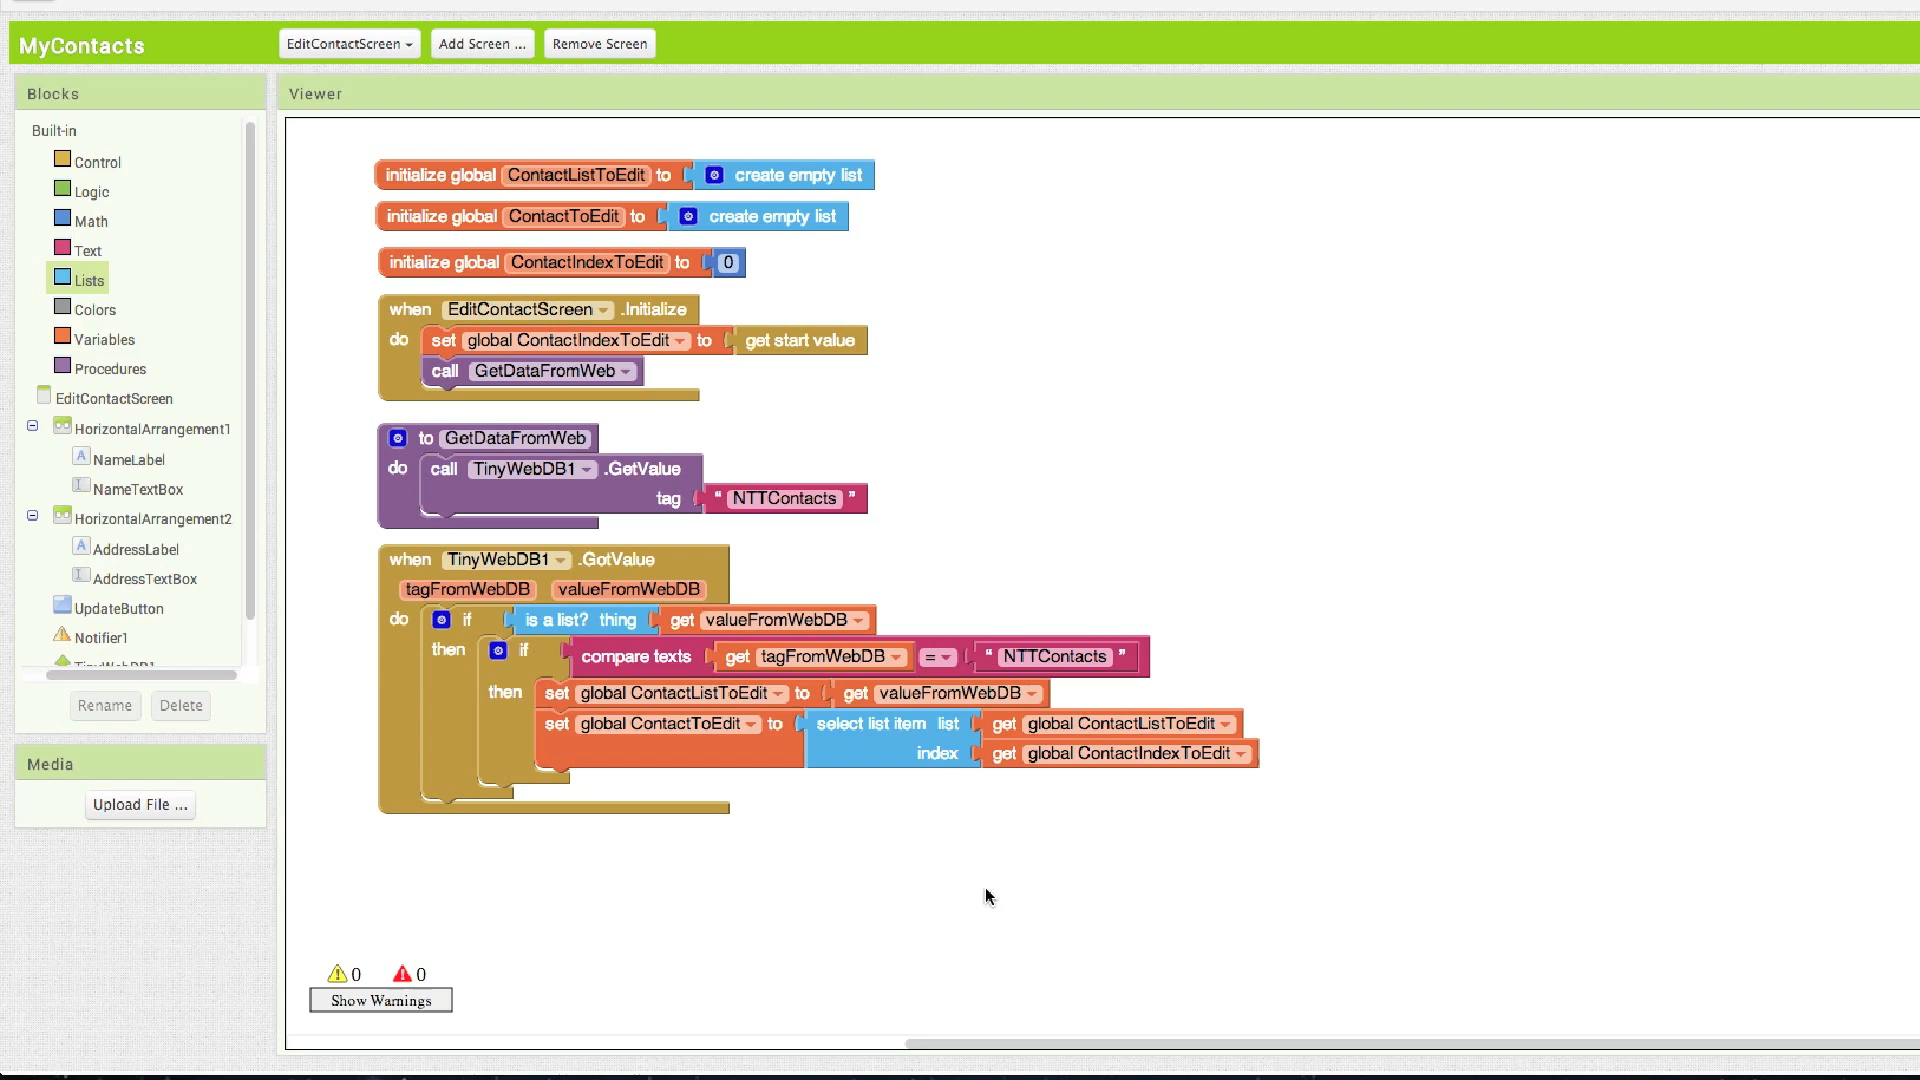 MyContacts
EditContactScreen
Add Screen ...
Remove Screen
Blocks
Viewer
Built-in
Control
Logic
Math
Text
Lists
Colors
Variables
Procedures
EditContactScreen
HorizontalArrangement1
NameLabel
NameTextBox
HorizontalArrangement2
AddressLabel
AddressTextBox
UpdateButton
Notifier1
TinyWebDB1
Rename
Delete
Media
Upload File ...
initialize global ContactListToEdit to create empty list
initialize global ContactToEdit to create empty list
initialize global ContactIndexToEdit to 0
when EditContactScreen .Initialize
do set global ContactIndexToEdit to get start value
call GetDataFromWeb
to GetDataFromWeb
do call TinyWebDB1 .GetValue
tag “ NTTContacts ”
when TinyWebDB1 .GotValue
tagFromWebDB valueFromWebDB
do if is a list? thing get valueFromWebDB
then if compare texts get tagFromWebDB = “ NTTContacts ”
then set global ContactListToEdit to get valueFromWebDB
set global ContactToEdit to select list item list get global ContactListToEdit
index get global ContactIndexToEdit
0 0
Show Warnings